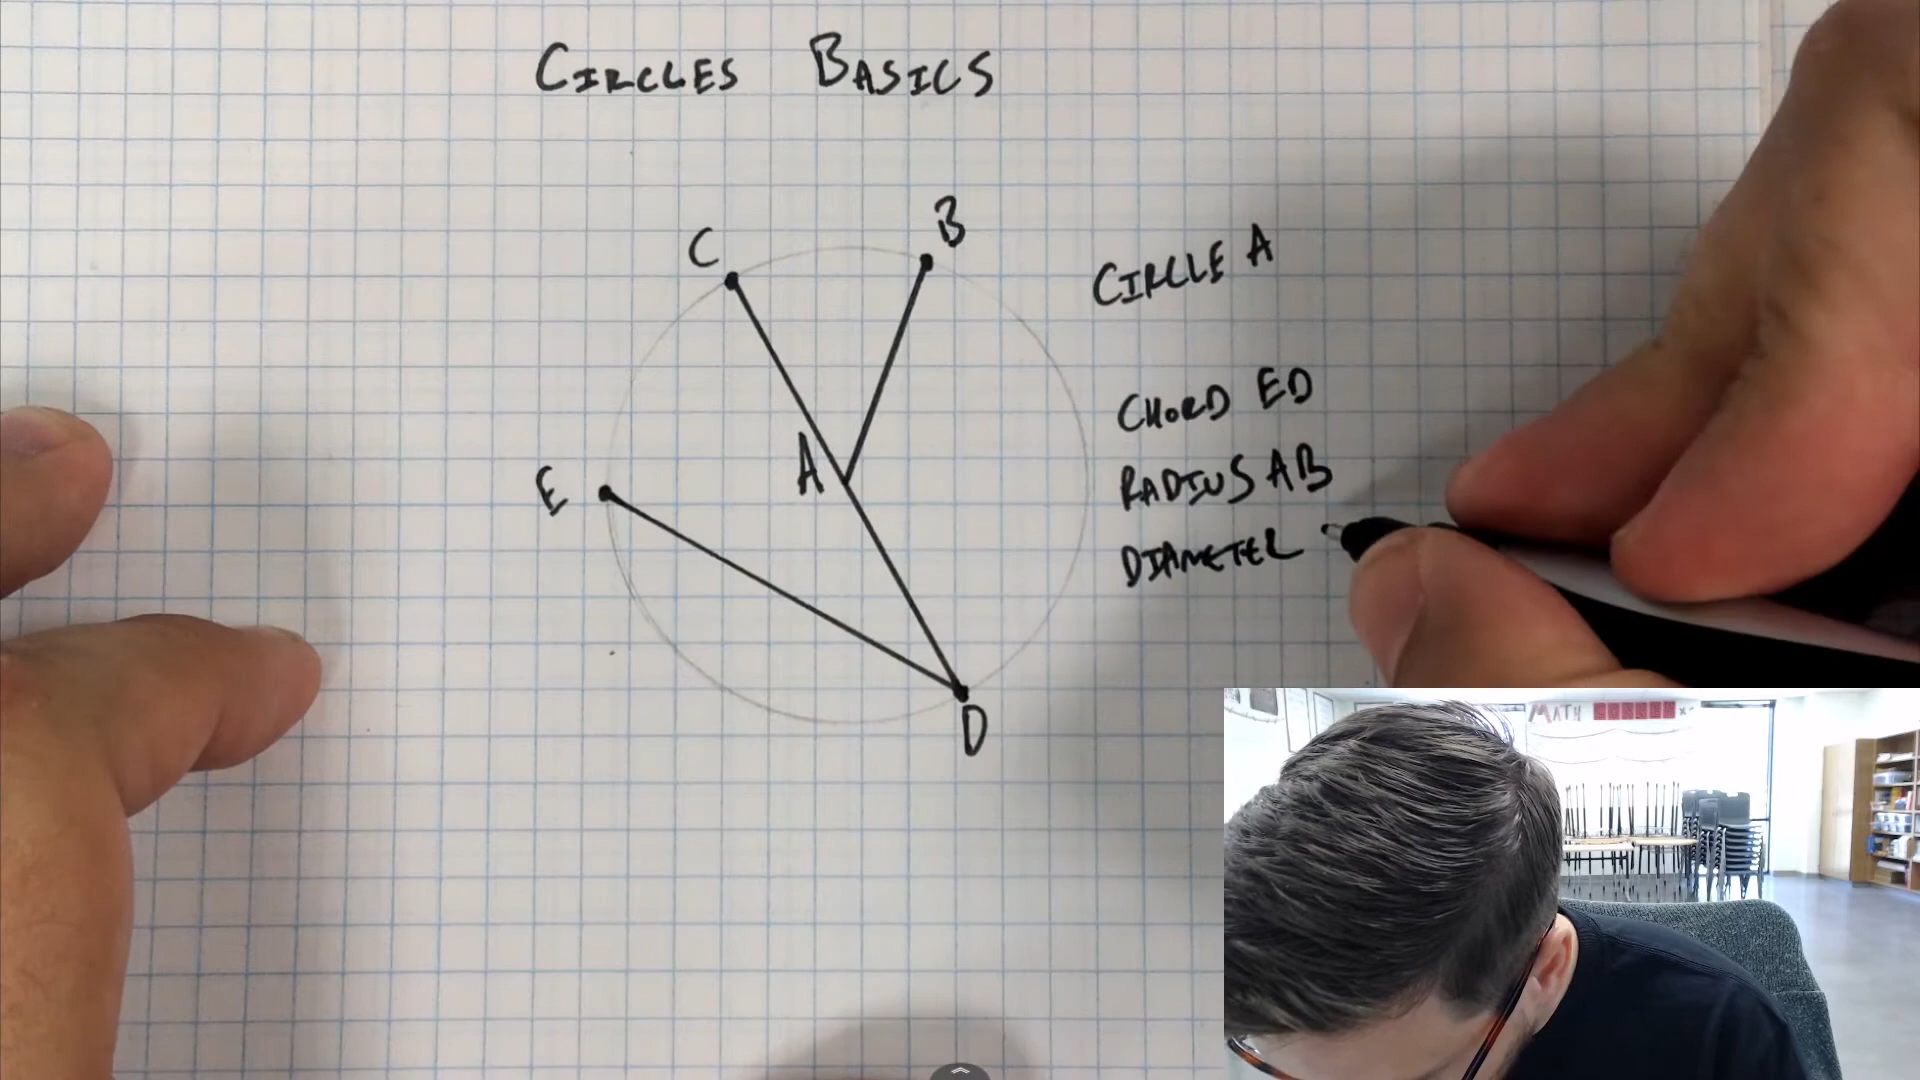 CIRCLES BASICS
C
B
CIRCLE A
CHORD ED
A
E
RADIUS AB
DIAMETER
D
MATH